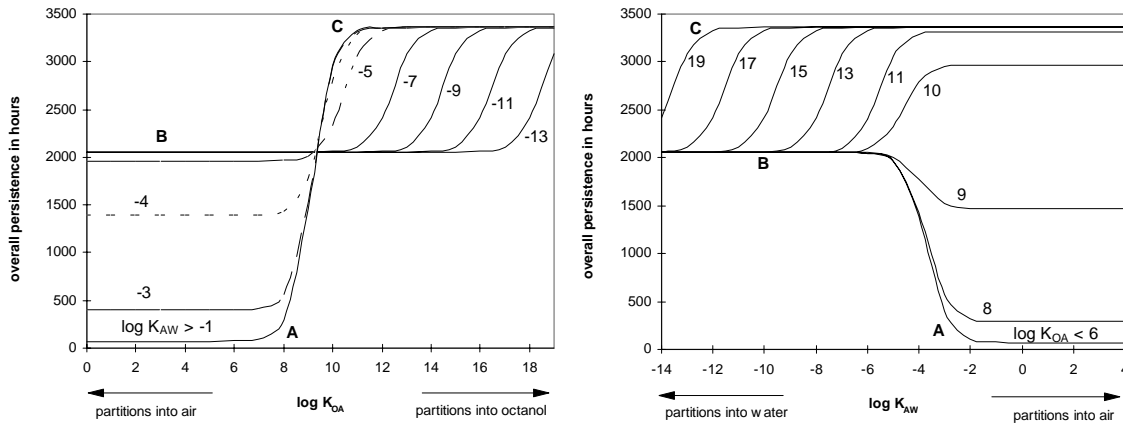 overall persistence in hours
3500
3000
2500
2000
1500
1000
500
0
C
B
A
-5
-7
-9
-11
-13
-4
-3
log K_AW > -1
0 2 4 6 8 10 12 14 16 18
partitions into air
log K_OA
partitions into octanol
overall persistence in hours
3500
3000
2500
2000
1500
1000
500
0
C
19
17
15
13
11
10
B
9
8
A
log K_OA < 6
-14 -12 -10 -8 -6 -4 -2 0 2 4
partitions into water
log K_AW
partitions into air